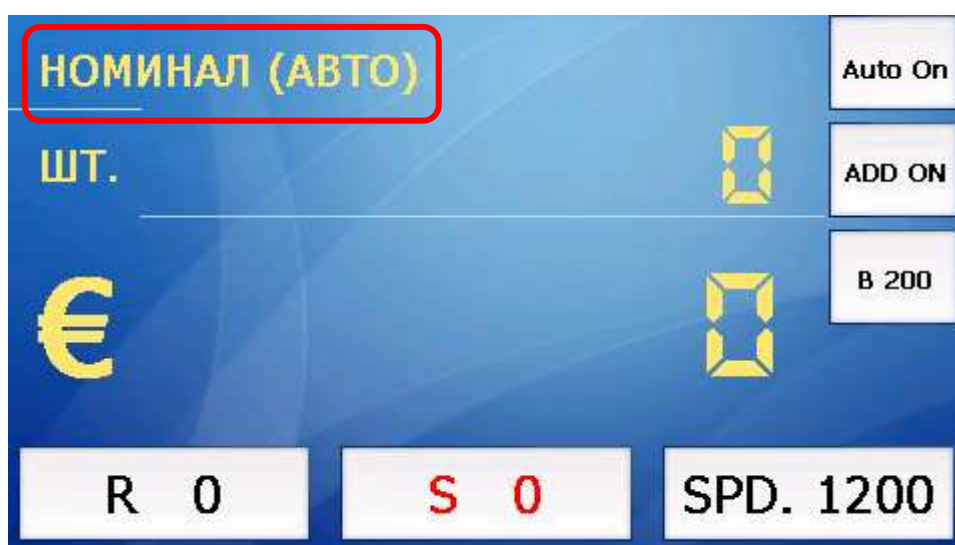 НОМИНАЛ (АВТО)
Auto On
ШТ. 0
ADD ON
B 200
€ 0
R 0
S 0
SPD. 1200